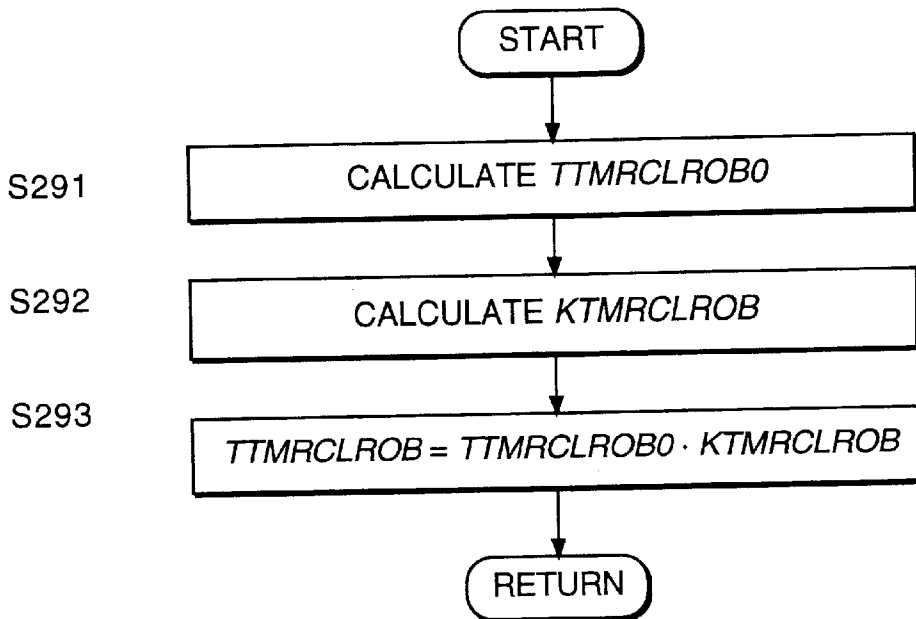 START
S291
CALCULATE TTMRCLROB0
S292
CALCULATE KTMRCLROB
S293
TTMRCLROB = TTMRCLROB0 · KTMRCLROB
RETURN